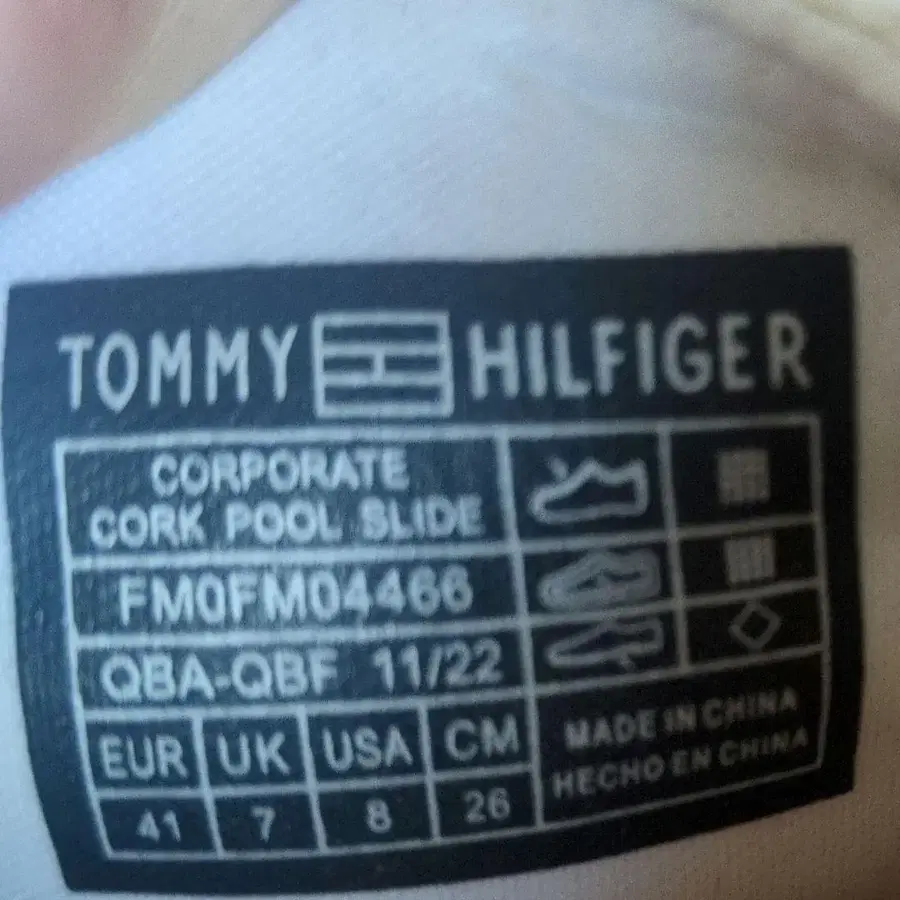 TOMMY HILFIGER
CORPORATE
CORK POOL SLIDE
FM0FM04466
QBA-QBF 11/22
EUR UK USA CM
41 7 8 26
MADE IN CHINA
HECHO EN CHINA